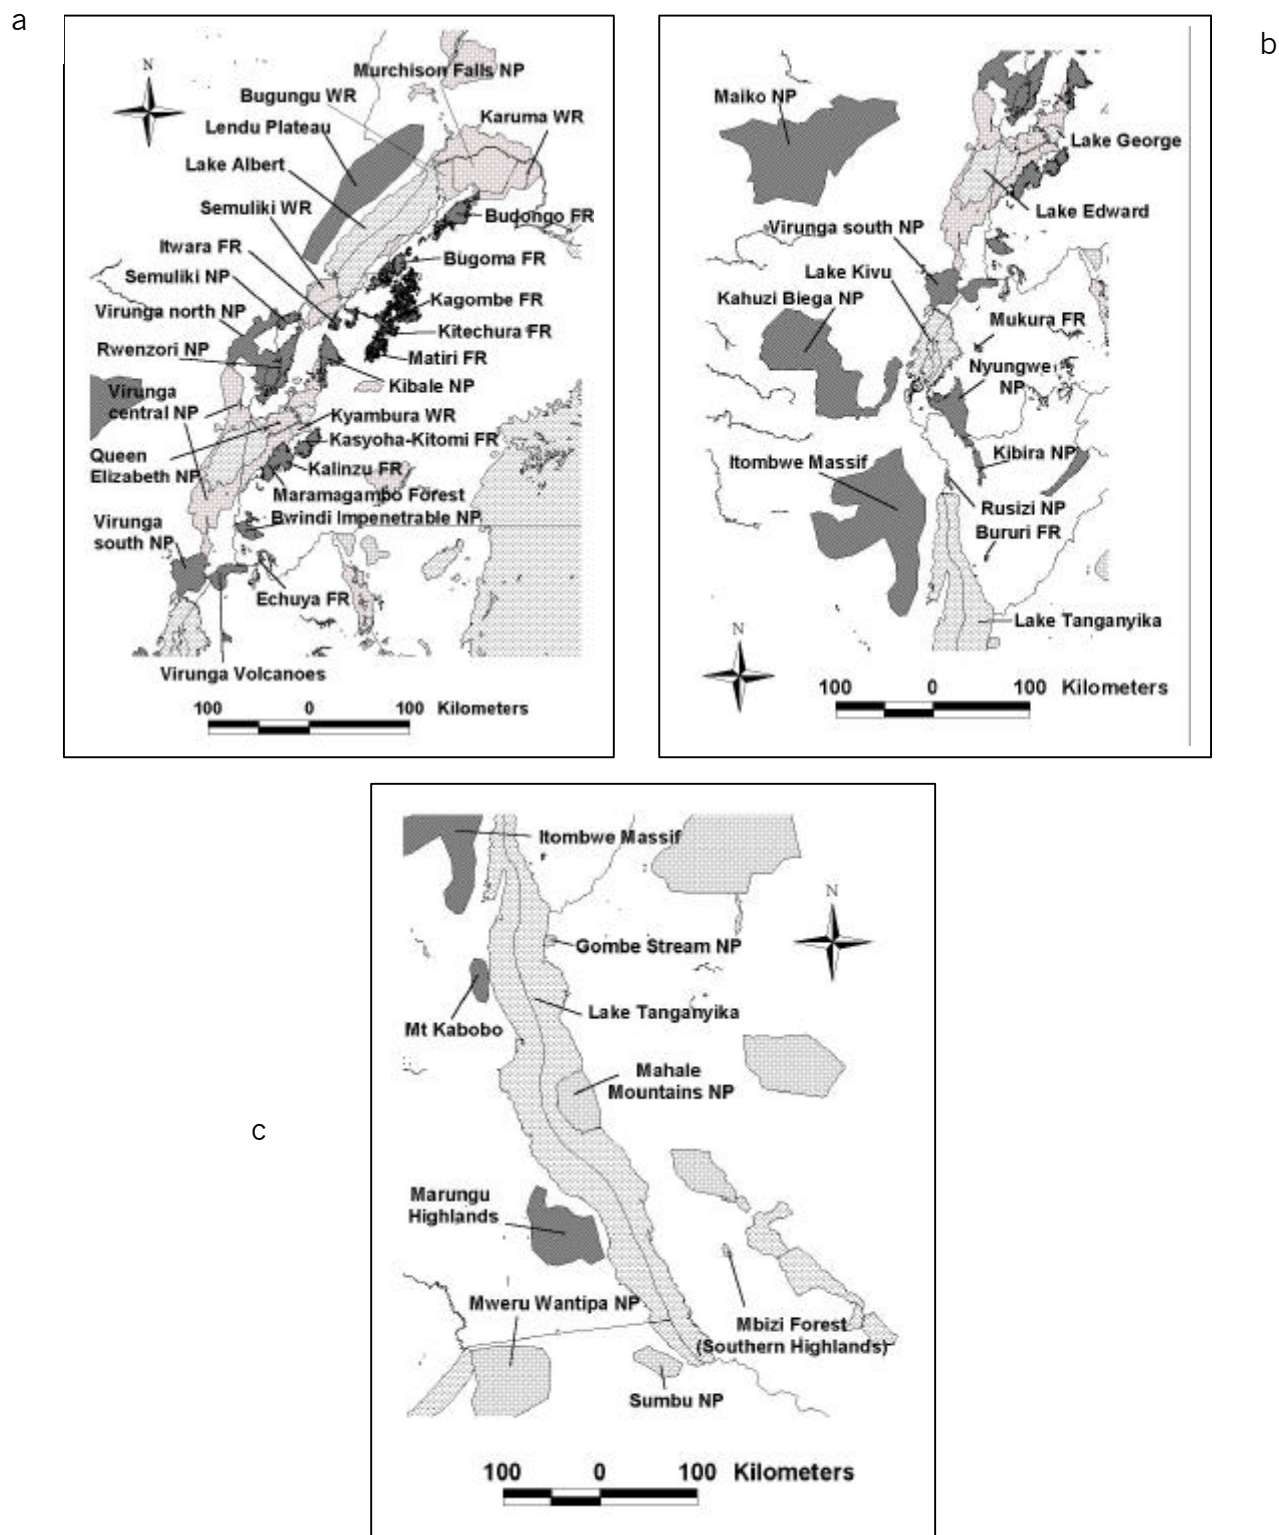 a
N
Murchison Falls NP
Bugungu WR
Karuma WR
Lendu Plateau
Lake Albert
Semuliki WR
Budongo FR
Itwara FR
Bugoma FR
Semuliki NP
Kagombe FR
Virunga north NP
Kitechura FR
Rwenzori NP
Matiri FR
Kibale NP
Virunga
central NP
Kyambura WR
Kasyoha-Kitomi FR
Queen
Elizabeth NP
Kalinzu FR
Maramagambo Forest
Bwindi Impenetrable NP
Virunga
south NP
Echuya FR
Virunga Volcanoes
100 0 100 Kilometers
b
Maiko NP
Lake George
Lake Edward
Virunga south NP
Lake Kivu
Kahuzi Biega NP
Mukura FR
Nyungwe
NP
Kibira NP
Itombwe Massif
Rusizi NP
Bururi FR
Lake Tanganyika
N
100 0 100 Kilometers
c
Itombwe Massif
N
Gombe Stream NP
Lake Tanganyika
Mt Kabobo
Mahale
Mountains NP
Marungu
Highlands
Mweru Wantipa NP
Mbizi Forest
(Southern Highlands)
Sumbu NP
100 0 100 Kilometers